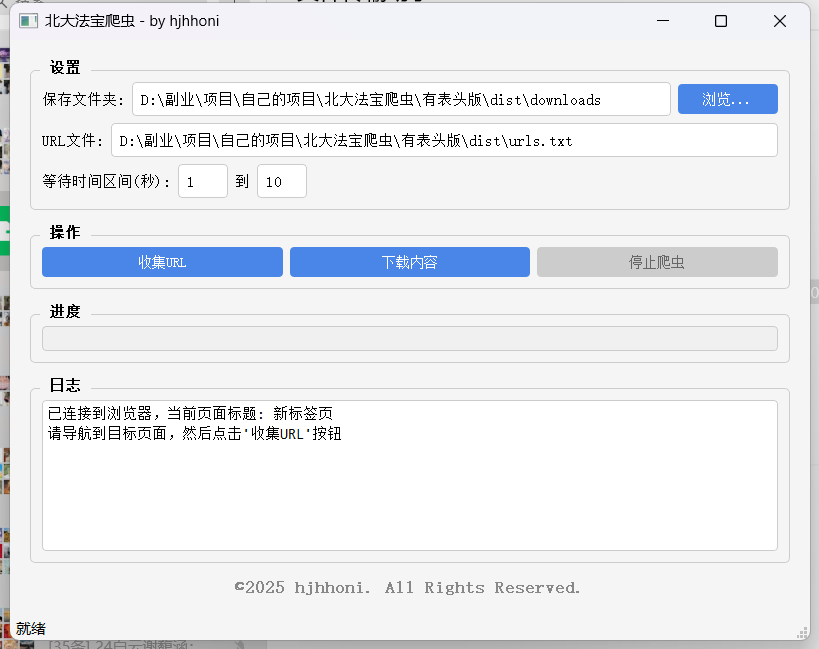 北大法宝爬虫 - by hjhhoni
设置
保存文件夹: D:\副业\项目\自己的项目\北大法宝爬虫\有表头版\dist\downloads 浏览...
URL文件: D:\副业\项目\自己的项目\北大法宝爬虫\有表头版\dist\urls.txt
等待时间区间(秒): 1 到 10
操作
收集URL 下载内容 停止爬虫
进度
日志
已连接到浏览器，当前页面标题: 新标签页
请导航到目标页面，然后点击'收集URL'按钮
©2025 hjhhoni. All Rights Reserved.
就绪